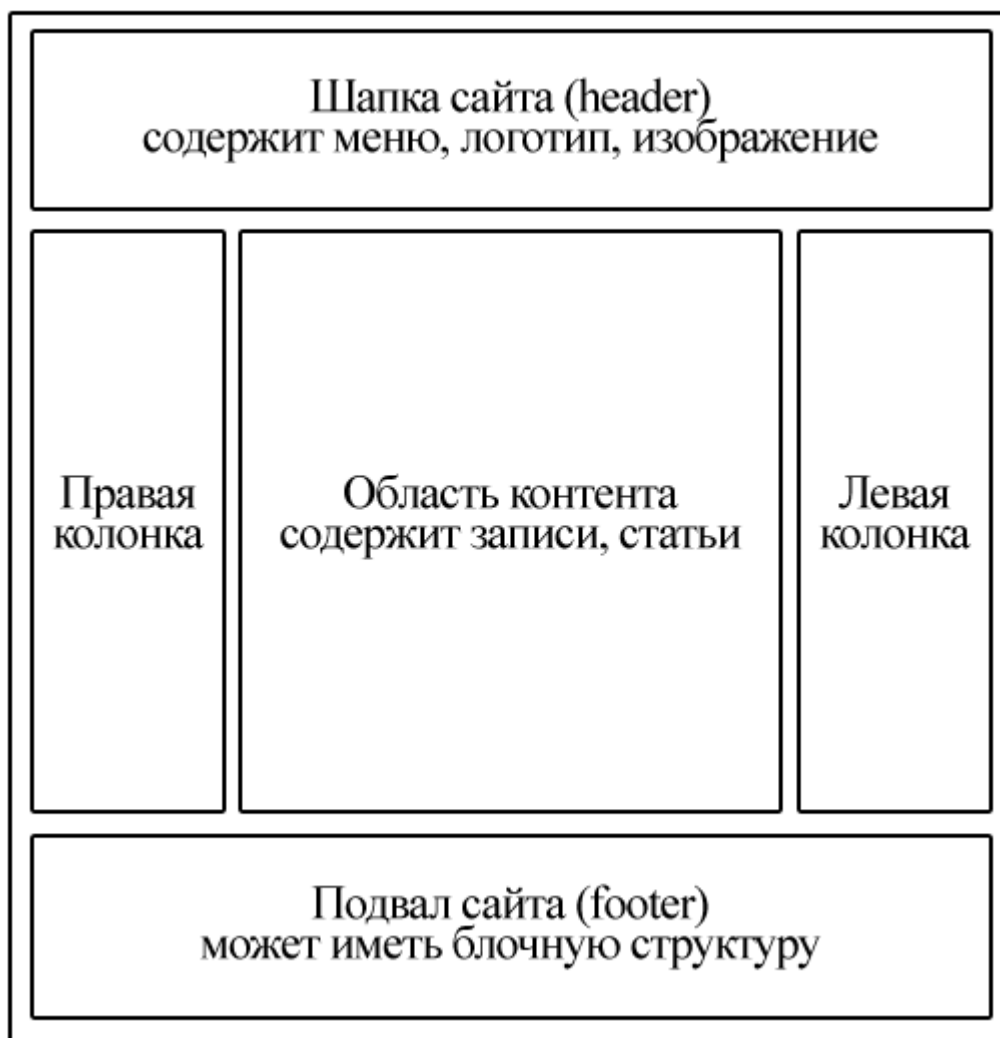 Шапка сайта (header)
содержит меню, логотип, изображение
Правая
колонка
Область контента
содержит записи, статьи
Левая
колонка
Подвал сайта (footer)
может иметь блочную структуру